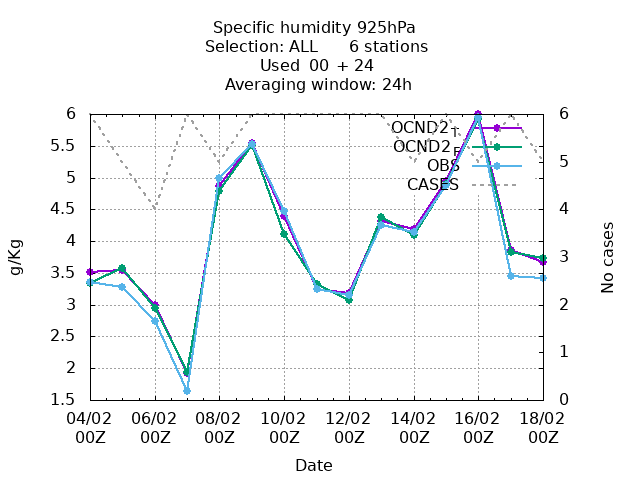 Specific humidity 925hPa
Selection: ALL      6 stations
Used  00  + 24
Averaging window: 24h
6
5.5
5
4.5
4
3.5
3
2.5
2
1.5
g/Kg
6
5
4
3
2
1
0
No cases
OCND2_T
OCND2_F
OBS
CASES
04/02 06/02 08/02 10/02 12/02 14/02 16/02 18/02
00Z 00Z 00Z 00Z 00Z 00Z 00Z 00Z
Date